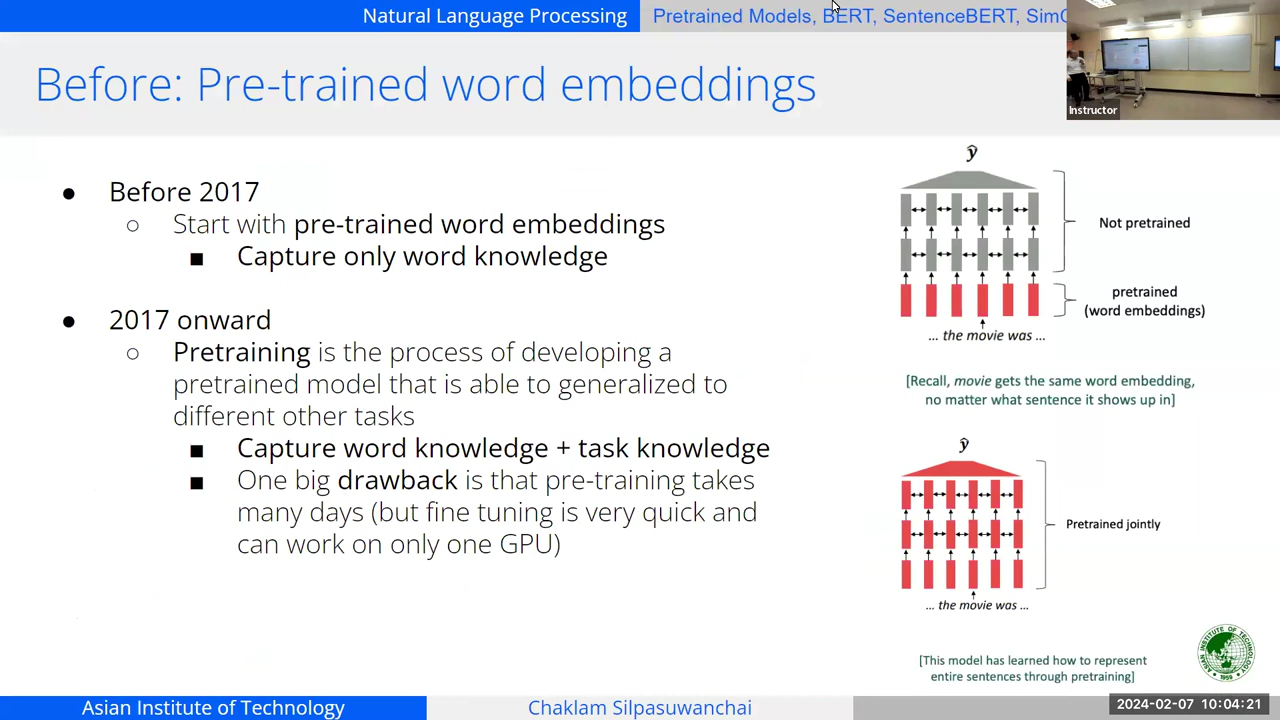 Natural Language Processing
Pretrained Models, BERT, SentenceBERT, Sim
Instructor
Before: Pre-trained word embeddings
● Before 2017
○ Start with pre-trained word embeddings
■ Capture only word knowledge
● 2017 onward
○ Pretraining is the process of developing a
pretrained model that is able to generalized to
different other tasks
■ Capture word knowledge + task knowledge
■ One big drawback is that pre-training takes
many days (but fine tuning is very quick and
can work on only one GPU)
ŷ
Not pretrained
pretrained
(word embeddings)
... the movie was ...
[Recall, movie gets the same word embedding,
no matter what sentence it shows up in]
ŷ
Pretrained jointly
... the movie was ...
[This model has learned how to represent
entire sentences through pretraining]
ASIAN INSTITUTE OF TECHNOLOGY
1959
Asian Institute of Technology
Chaklam Silpasuwanchai
2024-02-07 10:04:21